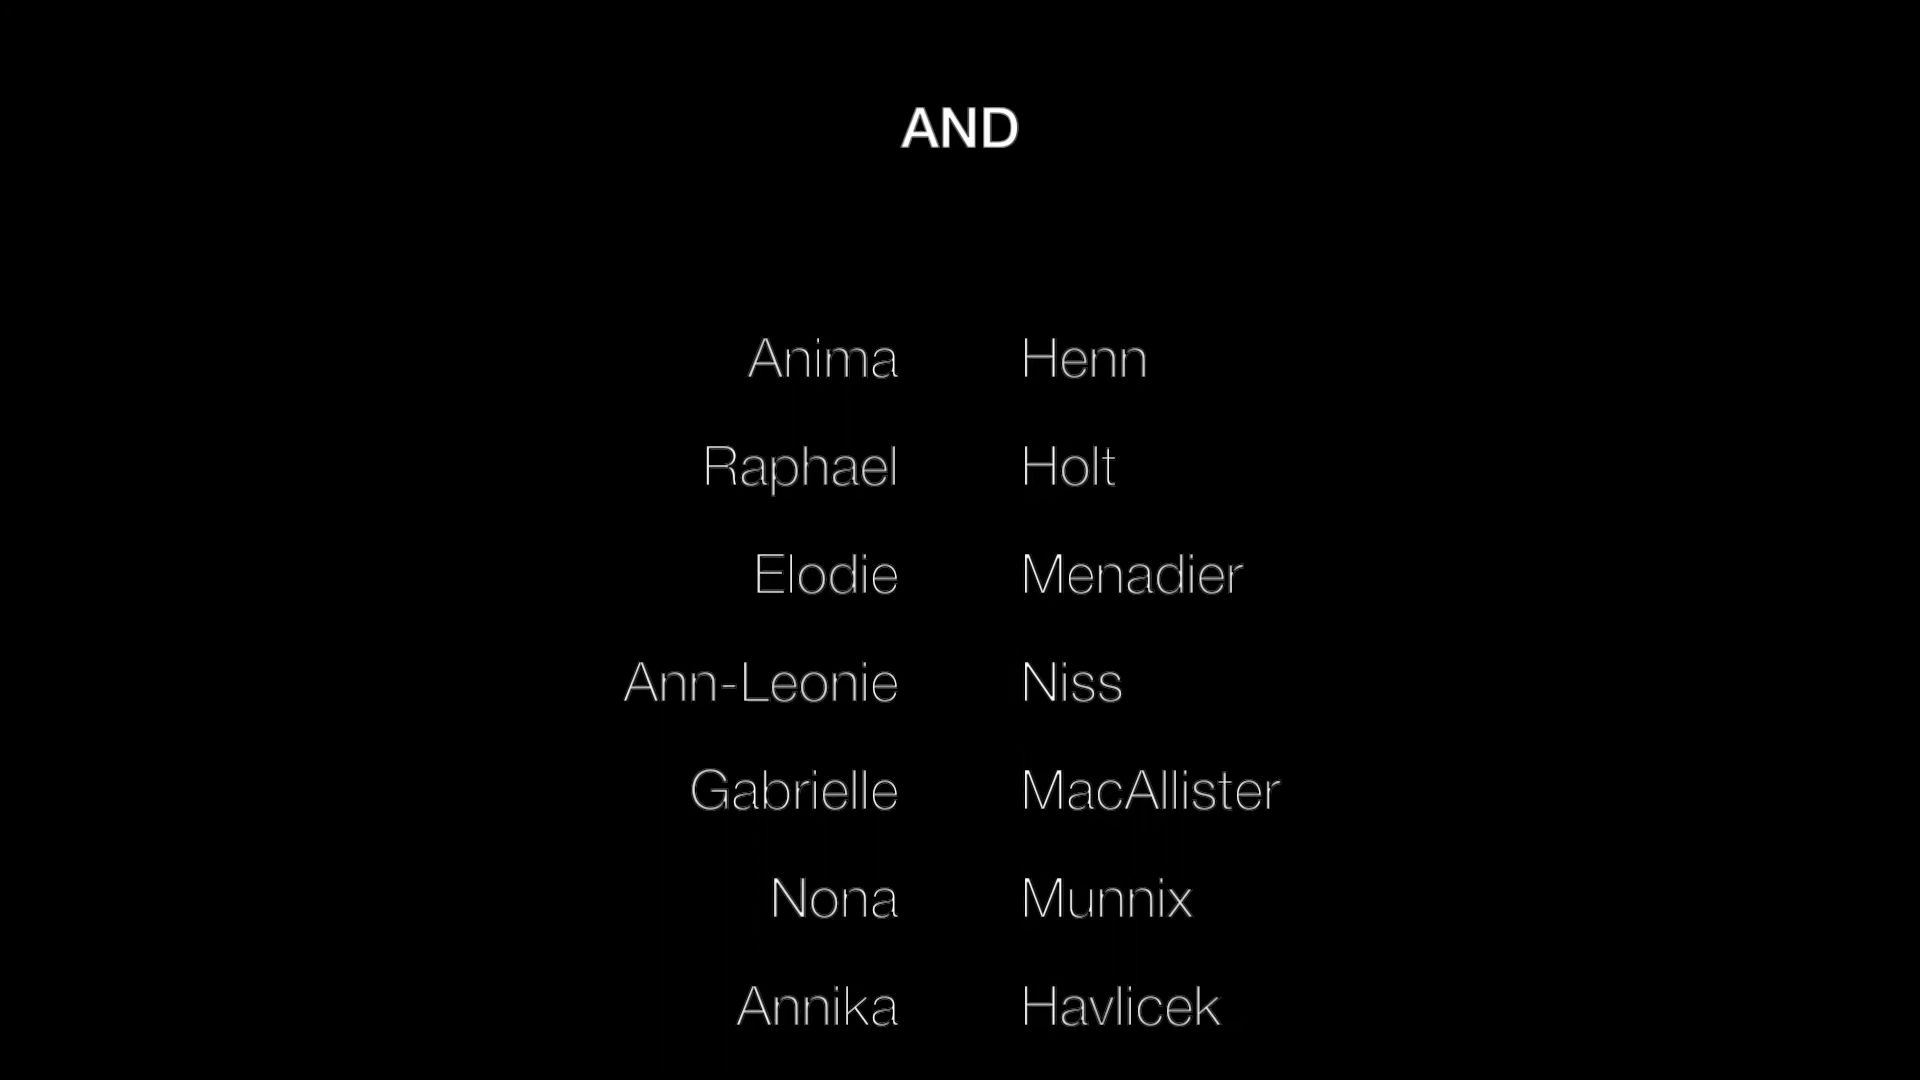 AND
Anima Henn
Raphael Holt
Elodie Menadier
Ann-Leonie Niss
Gabrielle MacAllister
Nona Munnix
Annika Havlicek